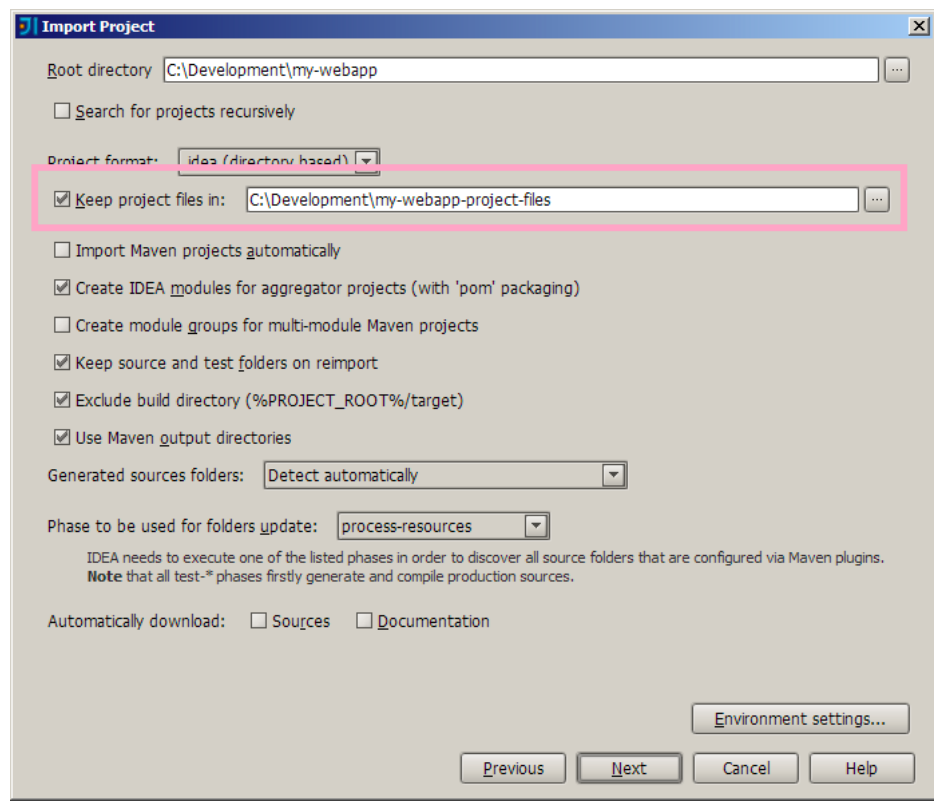 Import Project
Root directory C:\Development\my-webapp ...
Search for projects recursively
Project format: .idea (directory based)
Keep project files in: C:\Development\my-webapp-project-files ...
Import Maven projects automatically
Create IDEA modules for aggregator projects (with 'pom' packaging)
Create module groups for multi-module Maven projects
Keep source and test folders on reimport
Exclude build directory (%PROJECT_ROOT%/target)
Use Maven output directories
Generated sources folders: Detect automatically
Phase to be used for folders update: process-resources
IDEA needs to execute one of the listed phases in order to discover all source folders that are configured via Maven plugins.
Note that all test-* phases firstly generate and compile production sources.
Automatically download: Sources Documentation
Environment settings...
Previous Next Cancel Help